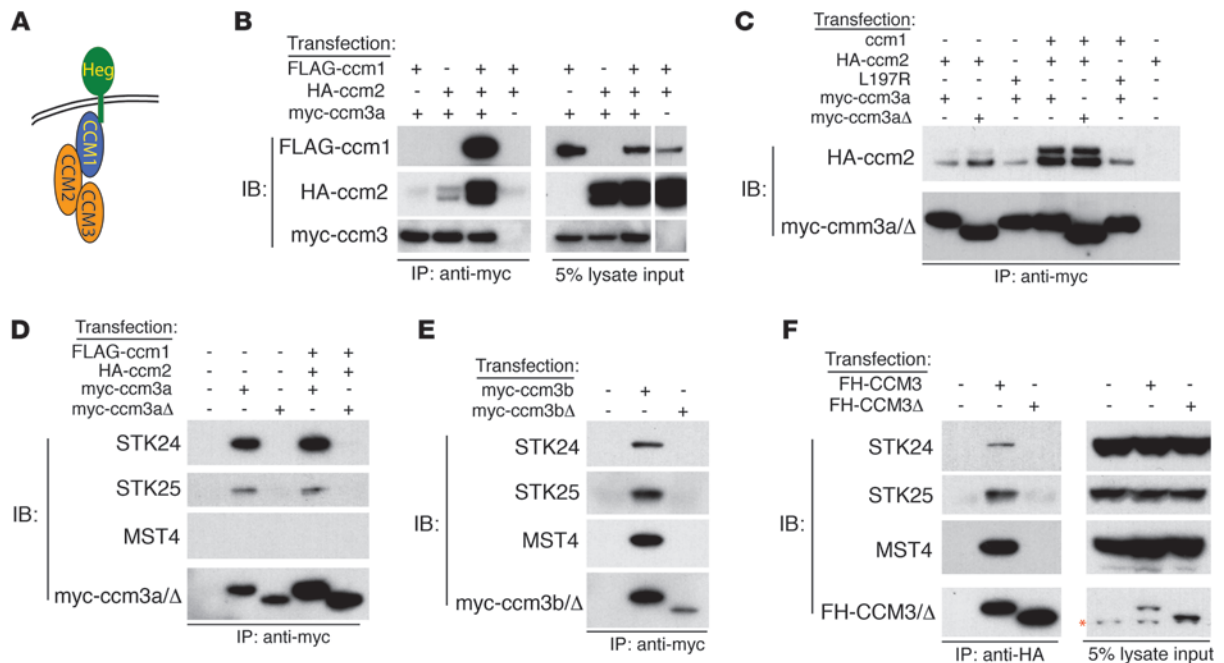 A
Heg
CCM1
CCM2
CCM3
B
Transfection:
FLAG-ccm1 + - + + + - + +
HA-ccm2 - + + + - + + +
myc-ccm3a + + + - + + + -
IB:
FLAG-ccm1
HA-ccm2
myc-ccm3
IP: anti-myc
5% lysate input
C
Transfection:
ccm1 - - - + + + -
HA-ccm2 + + - + + - +
L197R - - + - - + -
myc-ccm3a + - + + - + -
myc-ccm3aΔ - + - - + - -
IB:
HA-ccm2
myc-cmm3a/Δ
IP: anti-myc
D
Transfection:
FLAG-ccm1 - - - + +
HA-ccm2 - - - + +
myc-ccm3a - + - + -
myc-ccm3aΔ - - + - +
IB:
STK24
STK25
MST4
myc-ccm3a/Δ
IP: anti-myc
E
Transfection:
myc-ccm3b - + -
myc-ccm3bΔ - - +
IB:
STK24
STK25
MST4
myc-ccm3b/Δ
IP: anti-myc
F
Transfection:
FH-CCM3 - + - - + -
FH-CCM3Δ - - + - - +
IB:
STK24
STK25
MST4
FH-CCM3/Δ
*
IP: anti-HA
5% lysate input